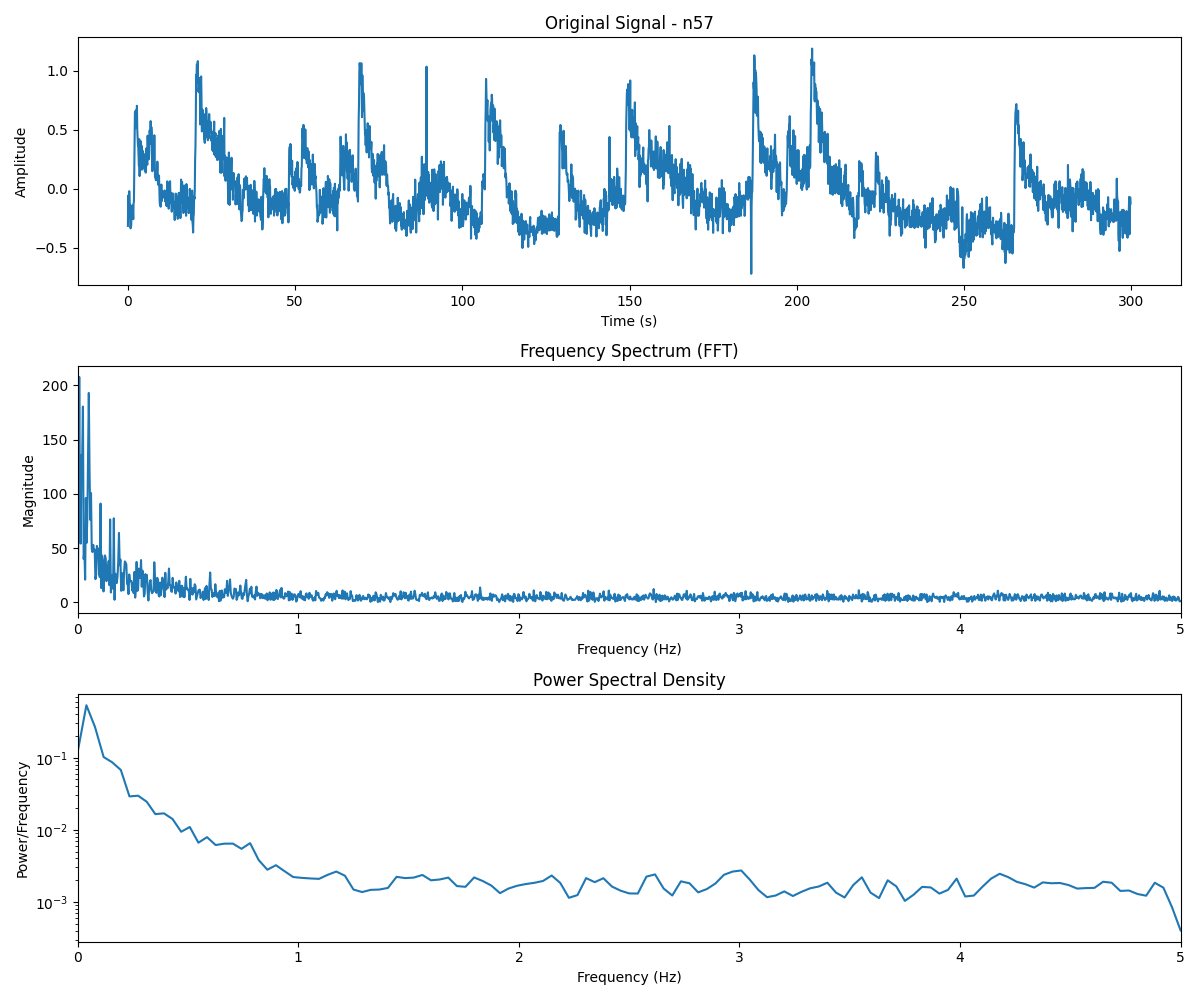 Original Signal - n57
1.0
0.5
0.0
−0.5
Amplitude
0 50 100 150 200 250 300
Time (s)
Frequency Spectrum (FFT)
200
150
100
50
0
Magnitude
0 1 2 3 4 5
Frequency (Hz)
Power Spectral Density
10⁻¹
10⁻²
10⁻³
Power/Frequency
0 1 2 3 4 5
Frequency (Hz)